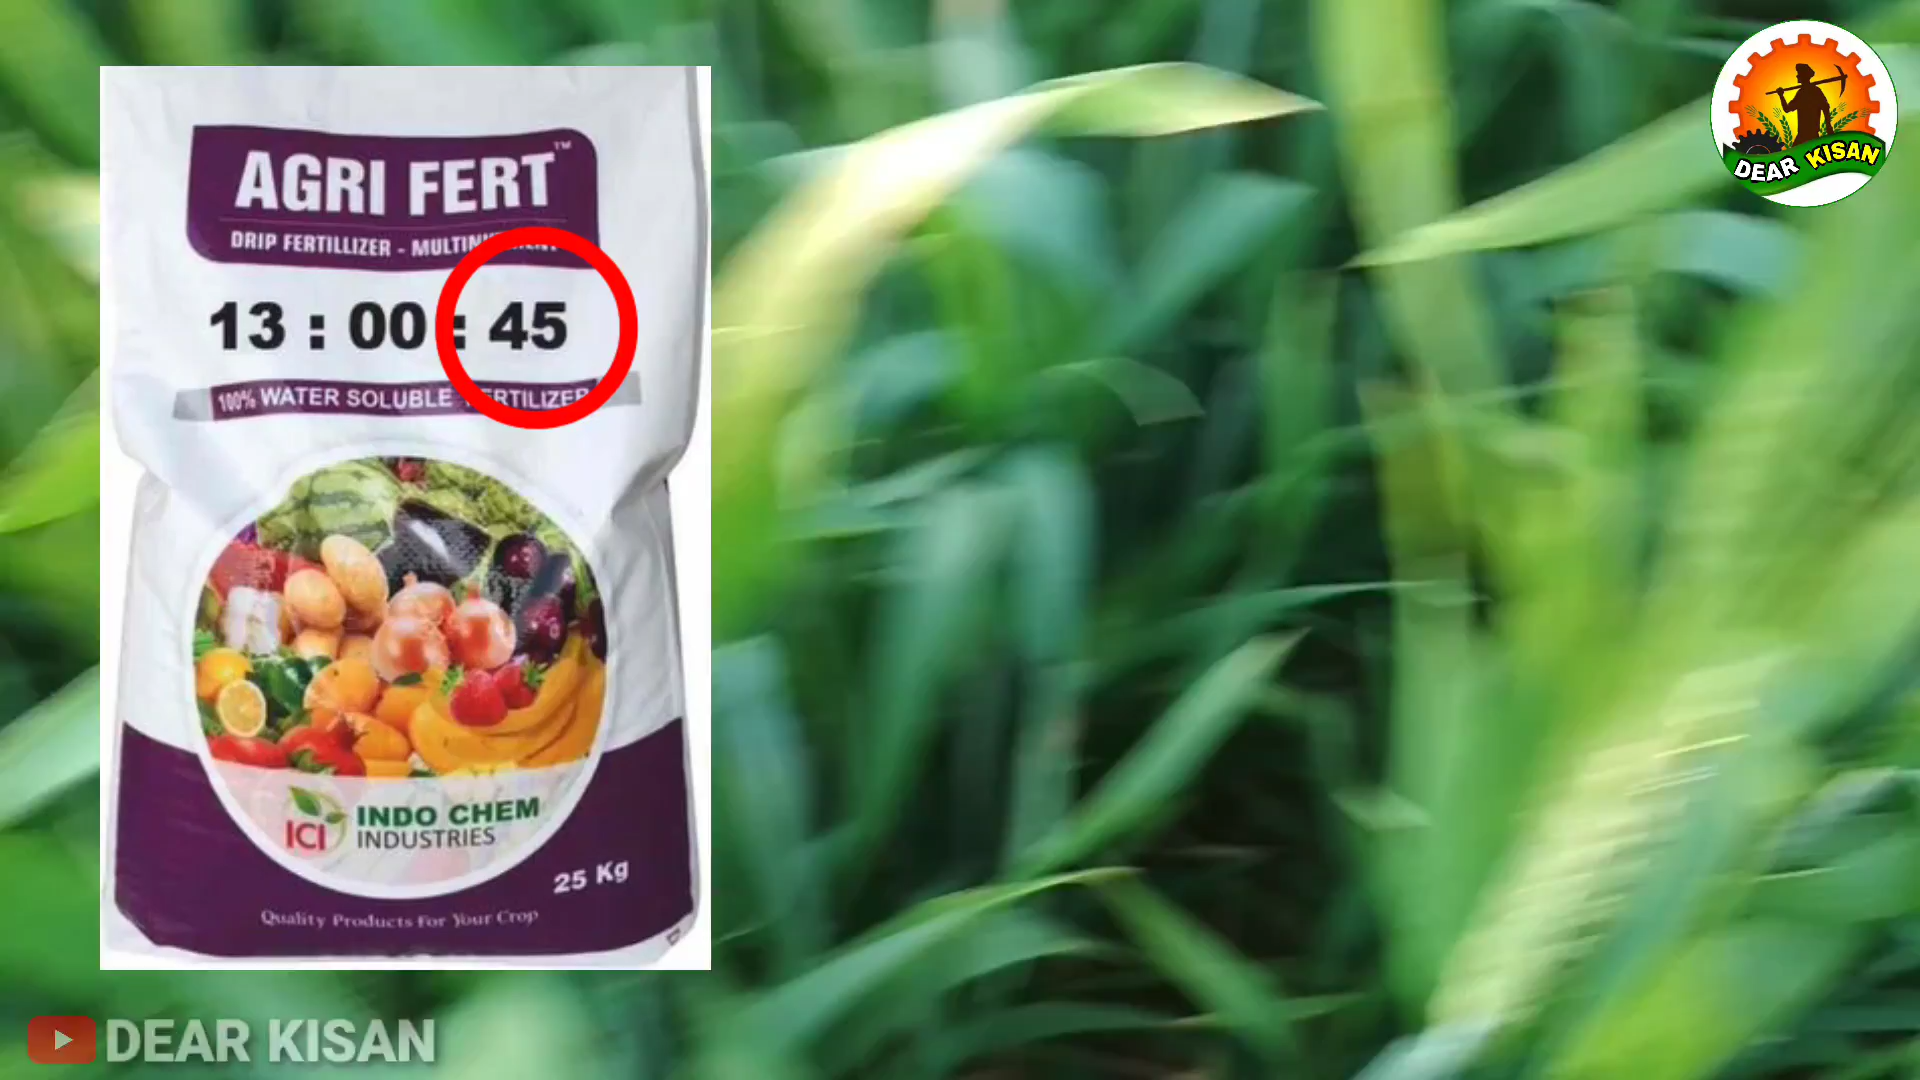 AGRI FERT™
DRIP FERTILLIZER -
13 : 00 : 45
100% WATER SOLUBLE FERTILIZER
ICI INDO CHEM
INDUSTRIES
25 Kg
Quality Products For Your Crop
DEAR KISAN
DEAR KISAN